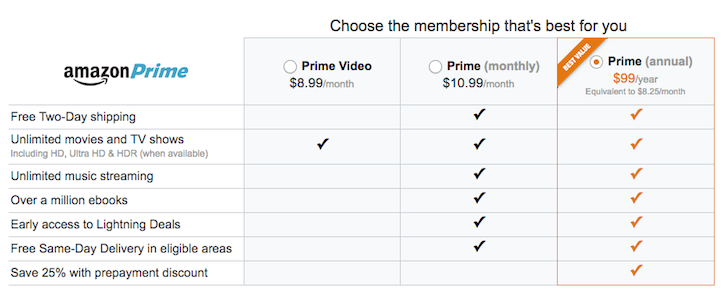 Choose the membership that's best for you
amazonPrime
Prime Video
$8.99/month
Prime (monthly)
$10.99/month
BEST VALUE
Prime (annual)
$99/year
Equivalent to $8.25/month
Free Two-Day shipping
Unlimited movies and TV shows
Including HD, Ultra HD & HDR (when available)
Unlimited music streaming
Over a million ebooks
Early access to Lightning Deals
Free Same-Day Delivery in eligible areas
Save 25% with prepayment discount